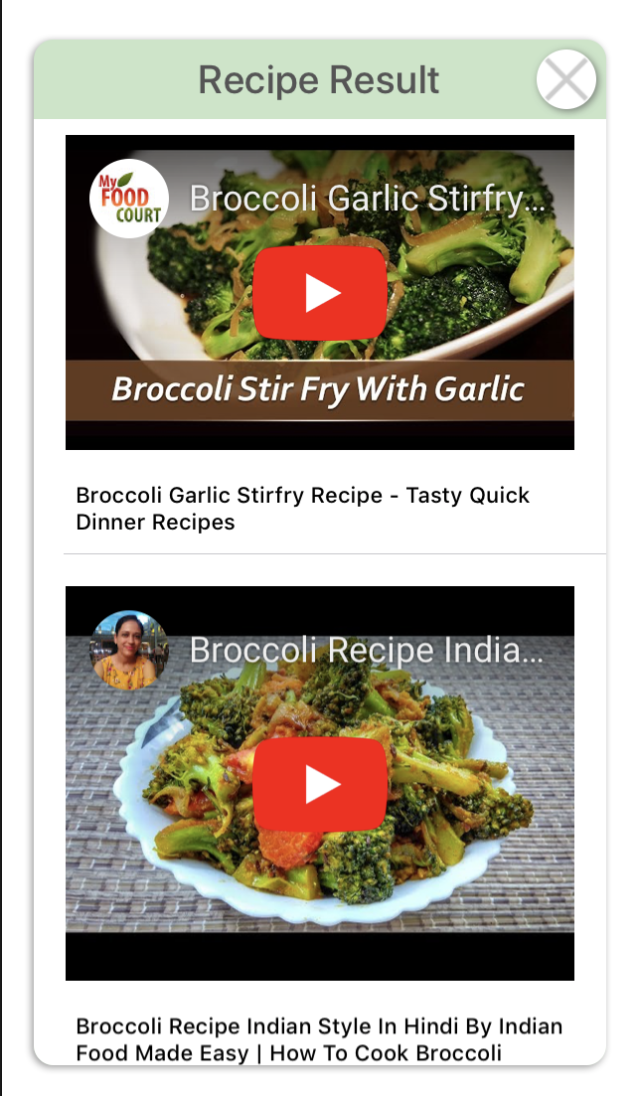 Recipe Result
My
FOOD
COURT
Broccoli Garlic Stirfry...
Broccoli Stir Fry With Garlic
Broccoli Garlic Stirfry Recipe - Tasty Quick
Dinner Recipes
Broccoli Recipe India...
Broccoli Recipe Indian Style In Hindi By Indian
Food Made Easy | How To Cook Broccoli